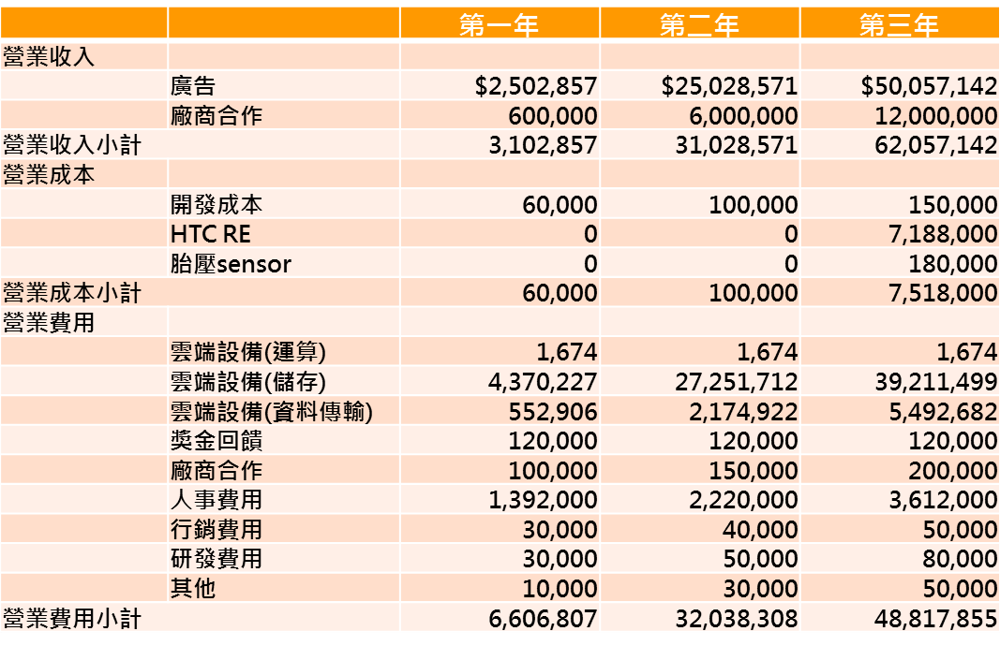 第一年 第二年 第三年
營業收入
廣告 $2,502,857 $25,028,571 $50,057,142
廠商合作 600,000 6,000,000 12,000,000
營業收入小計 3,102,857 31,028,571 62,057,142
營業成本
開發成本 60,000 100,000 150,000
HTC RE 0 0 7,188,000
胎壓sensor 0 0 180,000
營業成本小計 60,000 100,000 7,518,000
營業費用
雲端設備(運算) 1,674 1,674 1,674
雲端設備(儲存) 4,370,227 27,251,712 39,211,499
雲端設備(資料傳輸) 552,906 2,174,922 5,492,682
獎金回饋 120,000 120,000 120,000
廠商合作 100,000 150,000 200,000
人事費用 1,392,000 2,220,000 3,612,000
行銷費用 30,000 40,000 50,000
研發費用 30,000 50,000 80,000
其他 10,000 30,000 50,000
營業費用小計 6,606,807 32,038,308 48,817,855